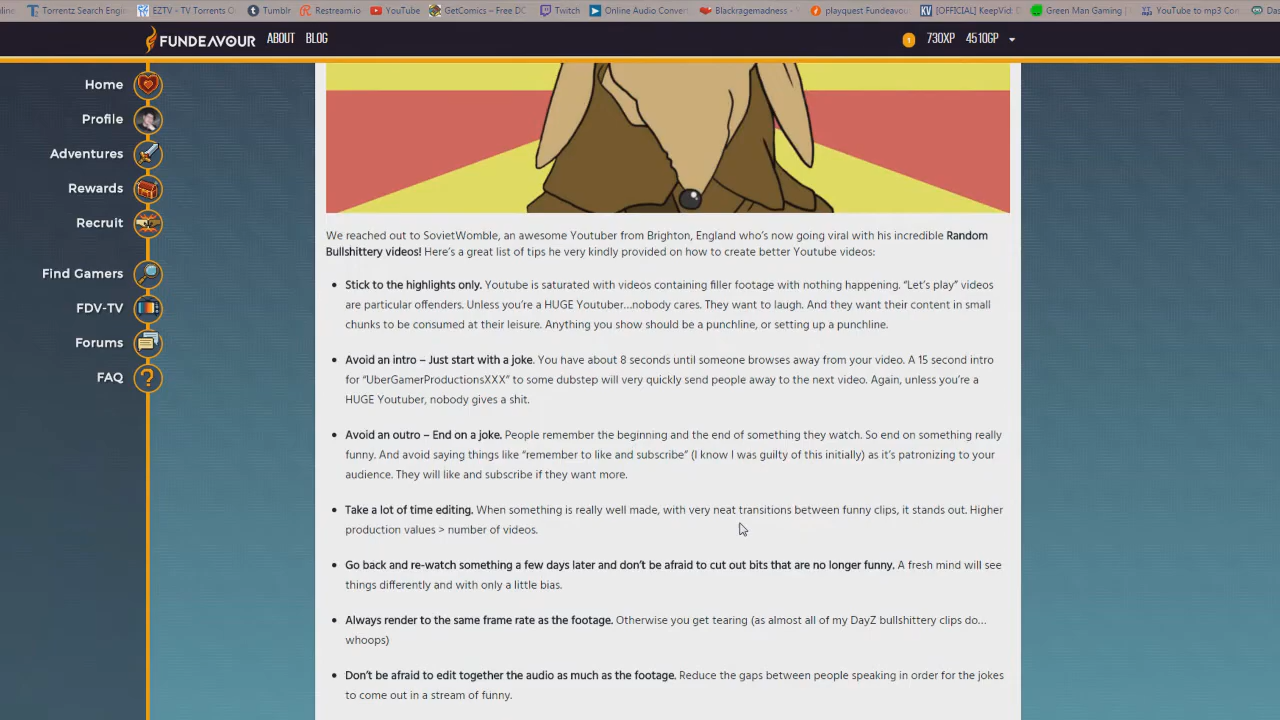 Torrentz Search Engin EZTV - TV Torrents O Tumblr Restream.io YouTube GetComics – Free DC Twitch Online Audio Convert Blackragemadness - playquest Fundeavour [OFFICIAL] KeepVid: Green Man Gaming | YouTube to mp3 Con Das
FUNDEAVOUR ABOUT BLOG 730XP 4510GP
Home
Profile
Adventures
Rewards
Recruit
Find Gamers
FDV-TV
Forums
FAQ
We reached out to SovietWomble, an awesome Youtuber from Brighton, England who's now going viral with his incredible Random
Bullshittery videos! Here's a great list of tips he very kindly provided on how to create better Youtube videos:
• Stick to the highlights only. Youtube is saturated with videos containing filler footage with nothing happening. "Let's play" videos
are particular offenders. Unless you're a HUGE Youtuber…nobody cares. They want to laugh. And they want their content in small
chunks to be consumed at their leisure. Anything you show should be a punchline, or setting up a punchline.
• Avoid an intro – Just start with a joke. You have about 8 seconds until someone browses away from your video. A 15 second intro
for "UberGamerProductionsXXX" to some dubstep will very quickly send people away to the next video. Again, unless you're a
HUGE Youtuber, nobody gives a shit.
• Avoid an outro – End on a joke. People remember the beginning and the end of something they watch. So end on something really
funny. And avoid saying things like "remember to like and subscribe" (I know I was guilty of this initially) as it's patronizing to your
audience. They will like and subscribe if they want more.
• Take a lot of time editing. When something is really well made, with very neat transitions between funny clips, it stands out. Higher
production values > number of videos.
• Go back and re-watch something a few days later and don't be afraid to cut out bits that are no longer funny. A fresh mind will see
things differently and with only a little bias.
• Always render to the same frame rate as the footage. Otherwise you get tearing (as almost all of my DayZ bullshittery clips do…
whoops)
• Don't be afraid to edit together the audio as much as the footage. Reduce the gaps between people speaking in order for the jokes
to come out in a stream of funny.